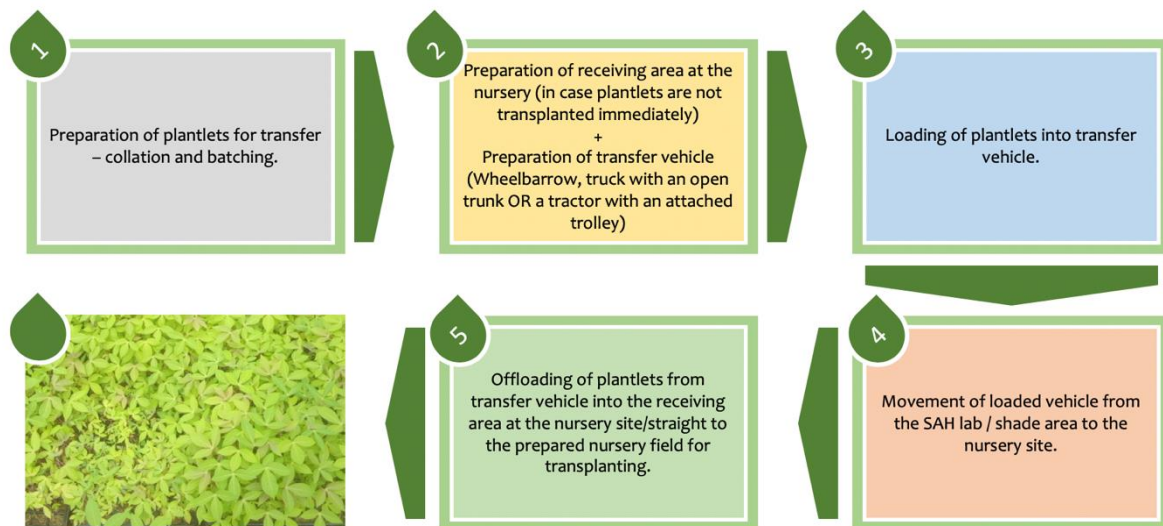 1
Preparation of plantlets for transfer
– collation and batching.
2
Preparation of receiving area at the
nursery (in case plantlets are not
transplanted immediately)
+
Preparation of transfer vehicle
(Wheelbarrow, truck with an open
trunk OR a tractor with an attached
trolley)
3
Loading of plantlets into transfer
vehicle.
4
Movement of loaded vehicle from
the SAH lab / shade area to the
nursery site.
5
Offloading of plantlets from
transfer vehicle into the receiving
area at the nursery site/straight to
the prepared nursery field for
transplanting.